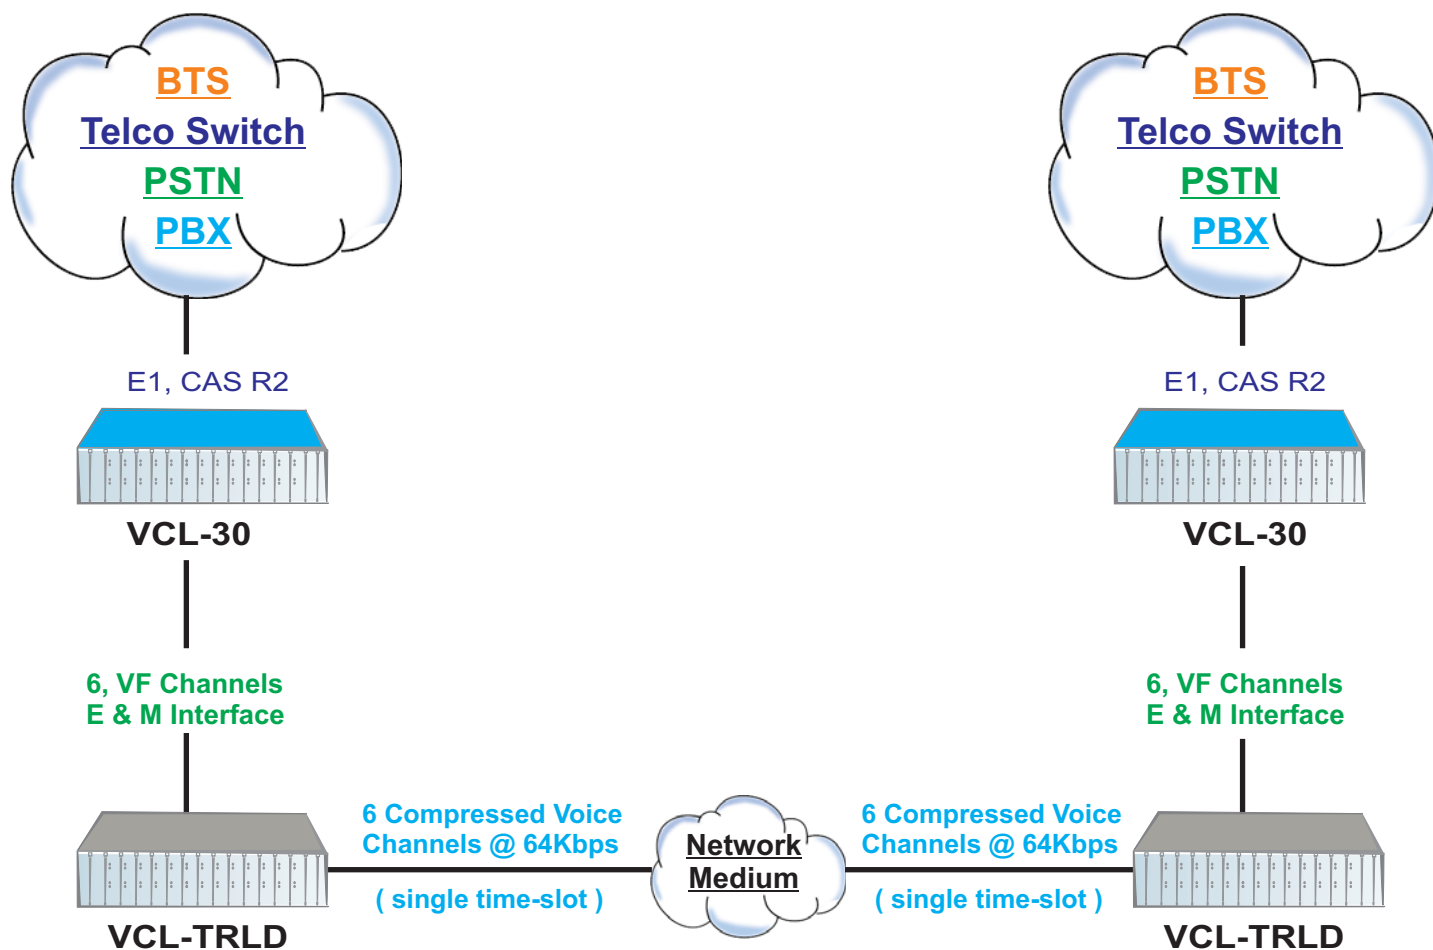 BTS
Telco Switch
PSTN
PBX
E1, CAS R2
VCL-30
6, VF Channels
E & M Interface
VCL-TRLD
6 Compressed Voice
Channels @ 64Kbps
( single time-slot )
Network
Medium
6 Compressed Voice
Channels @ 64Kbps
( single time-slot )
BTS
Telco Switch
PSTN
PBX
E1, CAS R2
VCL-30
6, VF Channels
E & M Interface
VCL-TRLD